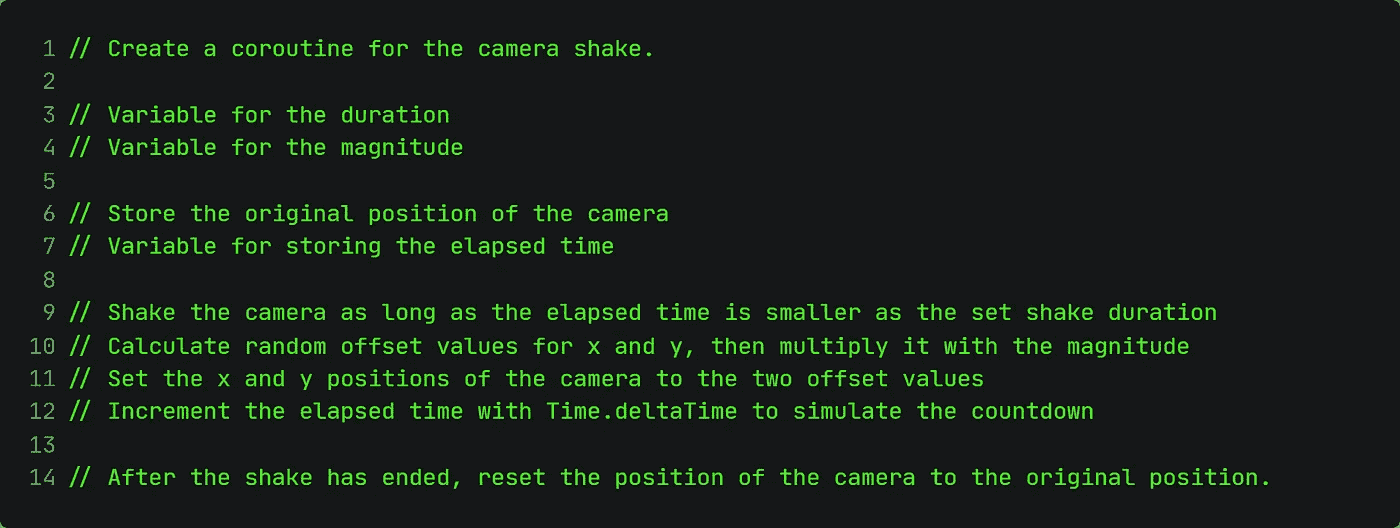 1 // Create a coroutine for the camera shake.
2
3 // Variable for the duration
4 // Variable for the magnitude
5
6 // Store the original position of the camera
7 // Variable for storing the elapsed time
8
9 // Shake the camera as long as the elapsed time is smaller as the set shake duration
10 // Calculate random offset values for x and y, then multiply it with the magnitude
11 // Set the x and y positions of the camera to the two offset values
12 // Increment the elapsed time with Time.deltaTime to simulate the countdown
13
14 // After the shake has ended, reset the position of the camera to the original position.